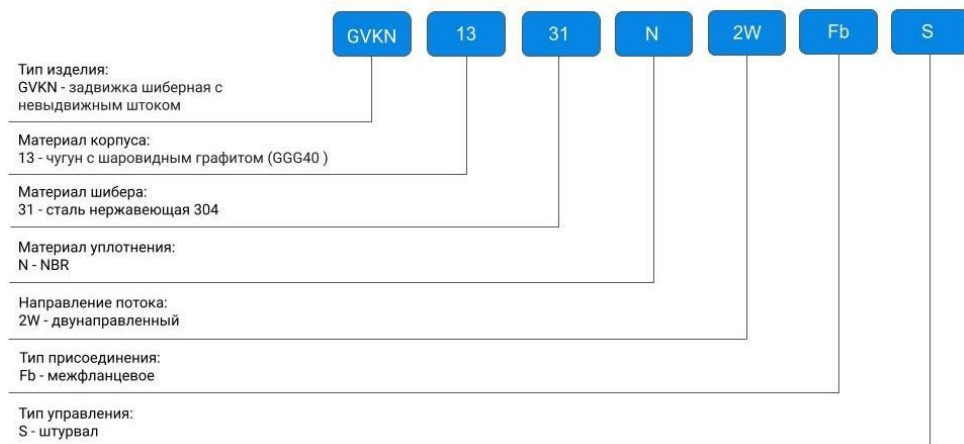 GVKN 13 31 N 2W Fb S
Тип изделия:
GVKN - задвижка шиберная с
невыдвижным штоком
Материал корпуса:
13 - чугун с шаровидным графитом (GGG40 )
Материал шибера:
31 - сталь нержавеющая 304
Материал уплотнения:
N - NBR
Направление потока:
2W - двунаправленный
Тип присоединения:
Fb - межфланцевое
Тип управления:
S - штурвал